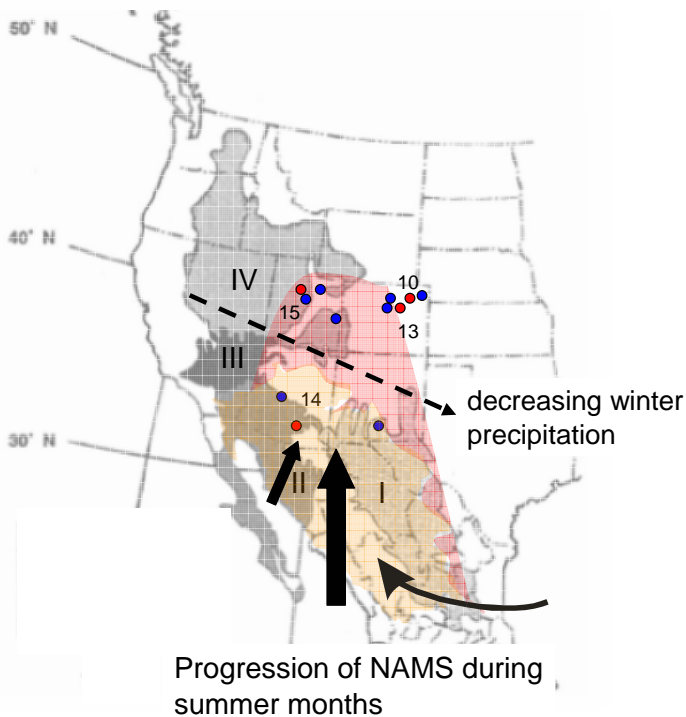 50° N
40° N
IV
10
15
13
III
decreasing winter
precipitation
14
30° N
II
I
Progression of NAMS during
summer months